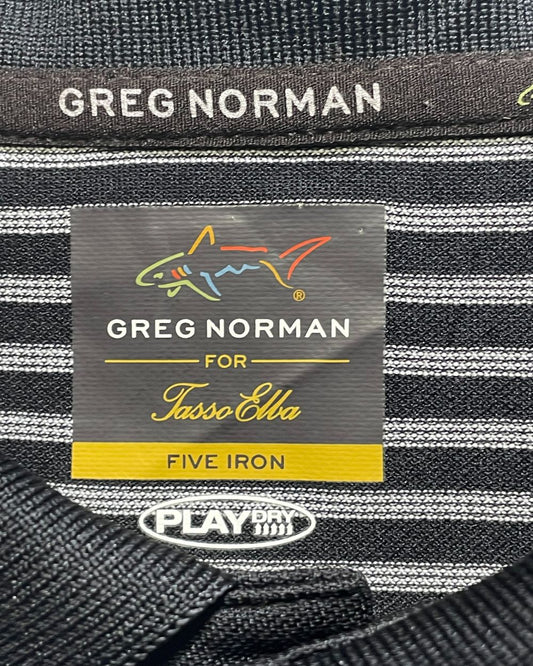 GREG NORMAN
®
GREG NORMAN
FOR
Tasso Elba
FIVE IRON
PLAY DRY